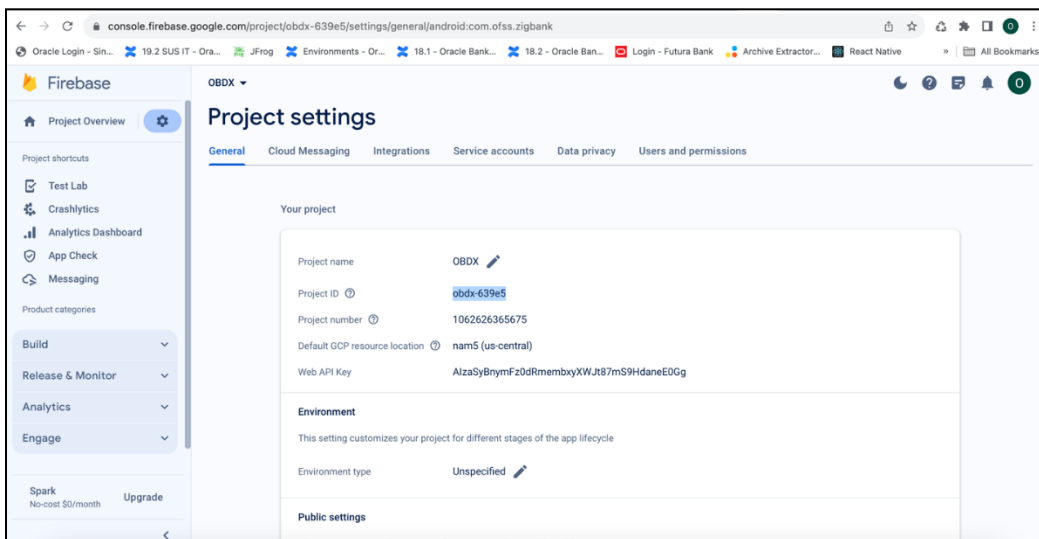 console.firebase.google.com/project/obdx-639e5/settings/general/android:com.ofss.zigbank
Oracle Login - Sin... 19.2 SUS IT - Ora... JFrog Environments - Or... 18.1 - Oracle Bank... 18.2 - Oracle Ban... Login - Futura Bank Archive Extractor... React Native » All Bookmarks
Firebase
Project Overview
Project shortcuts
Test Lab
Crashlytics
Analytics Dashboard
App Check
Messaging
Product categories
Build
Release & Monitor
Analytics
Engage
Spark
No-cost $0/month
Upgrade
OBDX
Project settings
General Cloud Messaging Integrations Service accounts Data privacy Users and permissions
Your project
Project name OBDX
Project ID obdx-639e5
Project number 1062626365675
Default GCP resource location nam5 (us-central)
Web API Key AIzaSyBnymFz0dRmembxyXWJt87mS9HdaneE0Gg
Environment
This setting customizes your project for different stages of the app lifecycle
Environment type Unspecified
Public settings